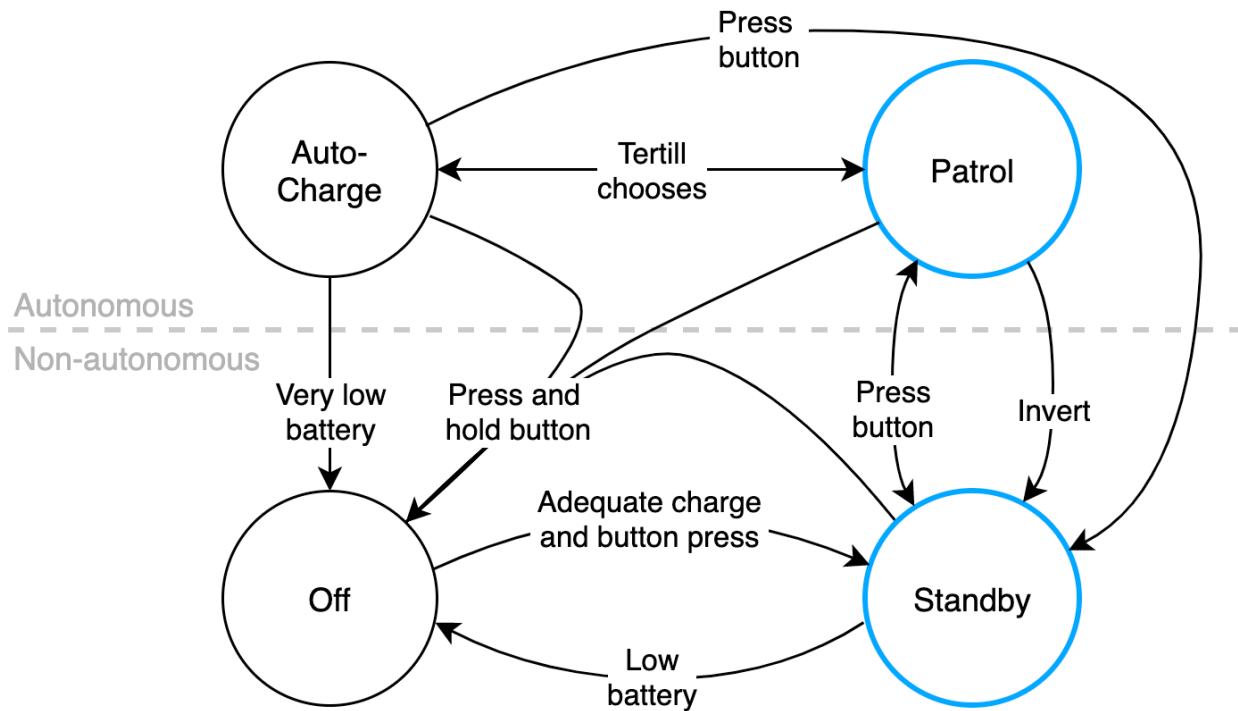 Press
button
Auto-
Charge
Tertill
chooses
Patrol
Autonomous
Non-autonomous
Very low
battery
Press and
hold button
Press
button
Invert
Adequate charge
and button press
Off
Standby
Low
battery